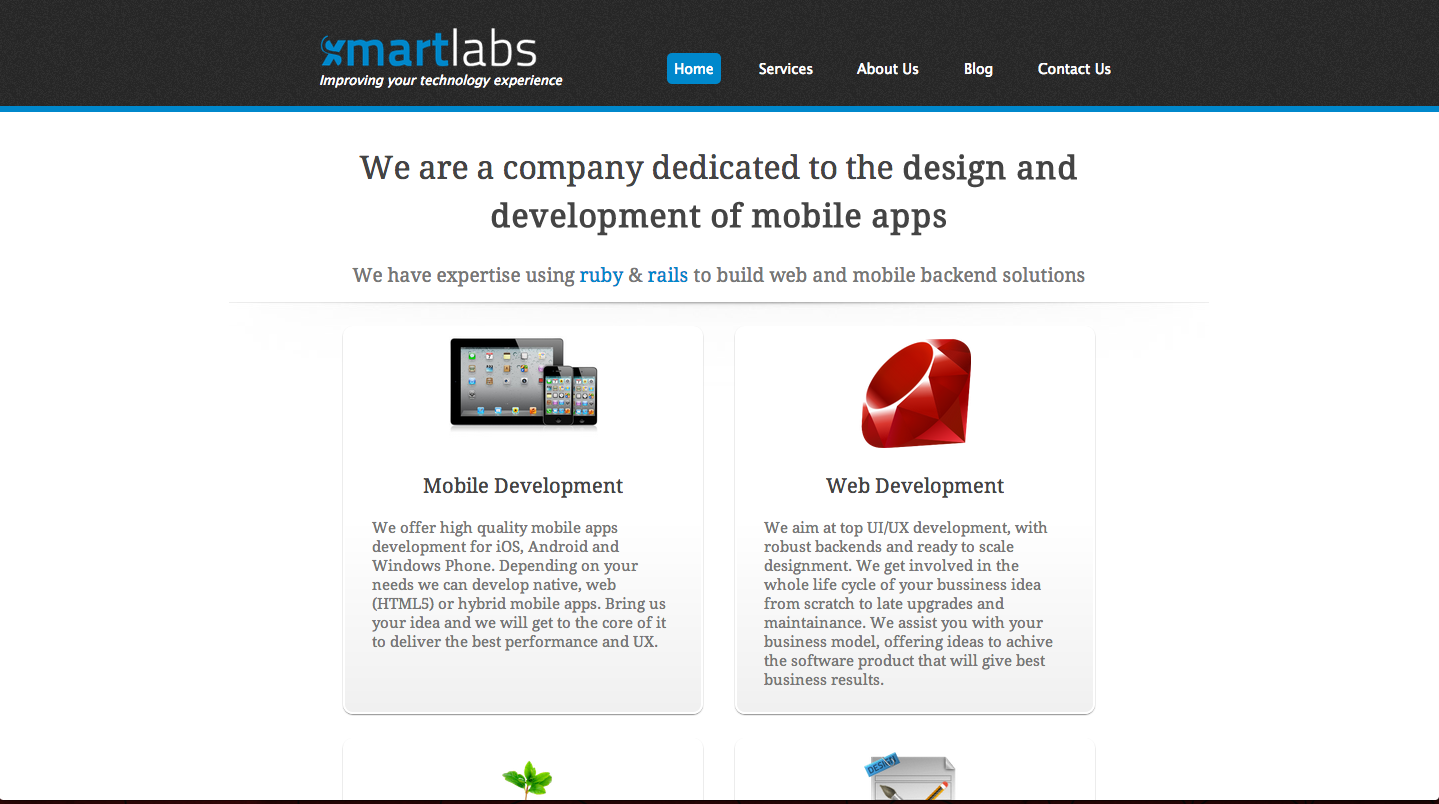 xmartlabs
Improving your technology experience
Home
Services
About Us
Blog
Contact Us
We are a company dedicated to the design and
development of mobile apps
We have expertise using ruby & rails to build web and mobile backend solutions
Mobile Development
We offer high quality mobile apps
development for iOS, Android and
Windows Phone. Depending on your
needs we can develop native, web
(HTML5) or hybrid mobile apps. Bring us
your idea and we will get to the core of it
to deliver the best performance and UX.
Web Development
We aim at top UI/UX development, with
robust backends and ready to scale
designment. We get involved in the
whole life cycle of your bussiness idea
from scratch to late upgrades and
maintainance. We assist you with your
business model, offering ideas to achive
the software product that will give best
business results.